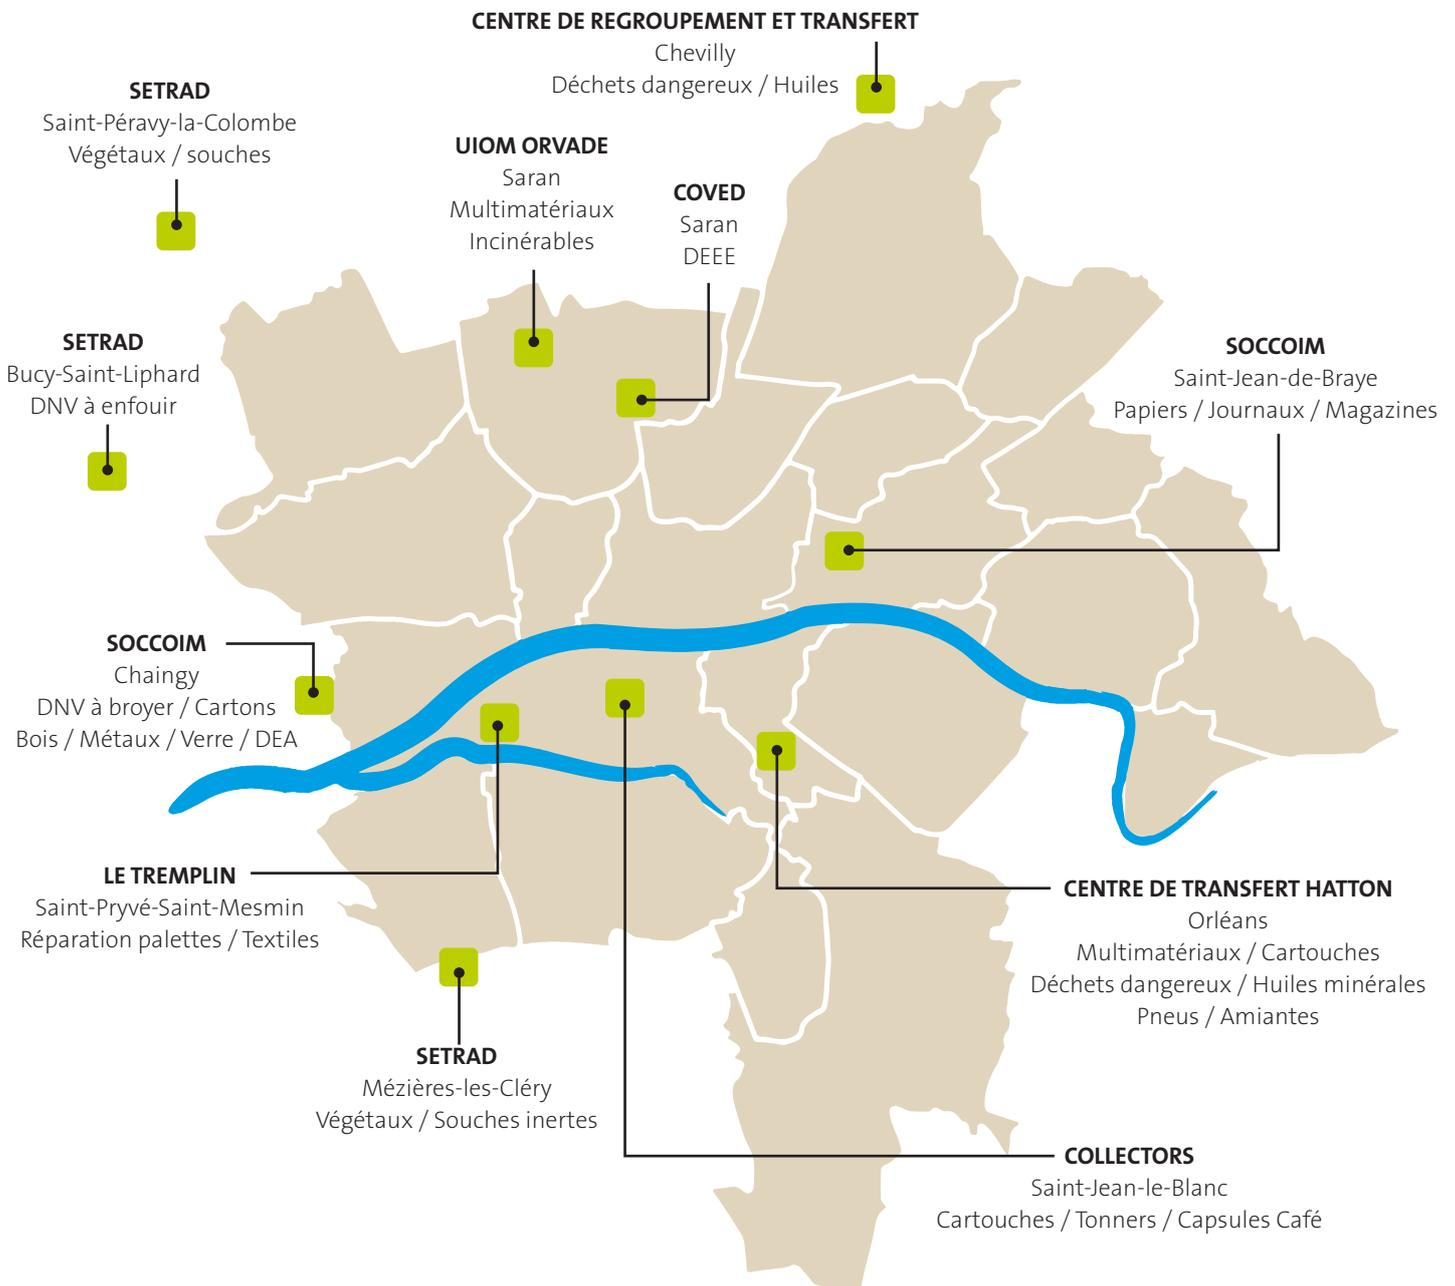 CENTRE DE REGROUPEMENT ET TRANSFERT
Chevilly
Déchets dangereux / Huiles
SETRAD
Saint-Péravy-la-Colombe
Végétaux / souches
UIOM ORVADE
Saran
Multimatériaux
Incinérables
COVED
Saran
DEEE
SETRAD
Bucy-Saint-Liphard
DNV à enfouir
SOCCOIM
Saint-Jean-de-Braye
Papiers / Journaux / Magazines
SOCCOIM
Chaingy
DNV à broyer / Cartons
Bois / Métaux / Verre / DEA
LE TREMPLIN
Saint-Pryvé-Saint-Mesmin
Réparation palettes / Textiles
CENTRE DE TRANSFERT HATTON
Orléans
Multimatériaux / Cartouches
Déchets dangereux / Huiles minérales
Pneus / Amiantes
SETRAD
Mézières-les-Cléry
Végétaux / Souches inertes
COLLECTORS
Saint-Jean-le-Blanc
Cartouches / Tonners / Capsules Café